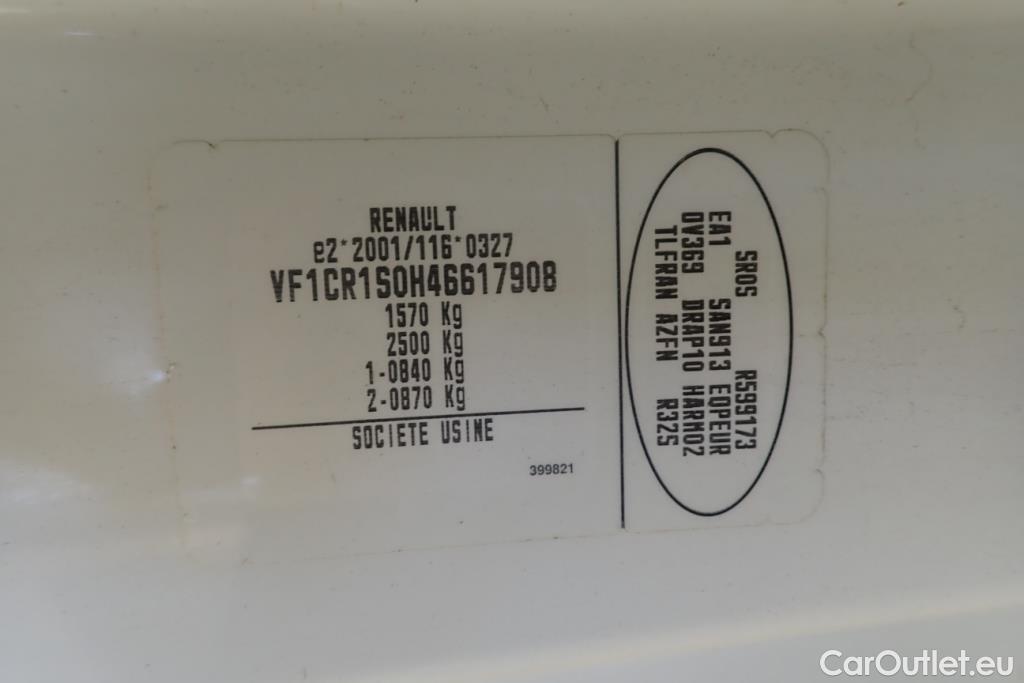 RENAULT
e2*2001/116*0327
VF1CR1S0H46617908
1570 Kg
2500 Kg
1-0840 Kg
2-0870 Kg
SOCIETE USINE
399821
SR0S R599173
EA1 SAN913 EQPEUR
DV369 DRAP10 HARM02
TLFRAN AZFN R325
CarOutlet.eu